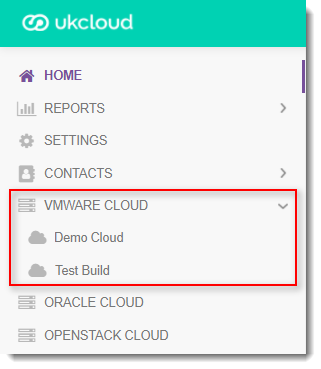 ukcloud
HOME
REPORTS
SETTINGS
CONTACTS
VMWARE CLOUD
Demo Cloud
Test Build
ORACLE CLOUD
OPENSTACK CLOUD